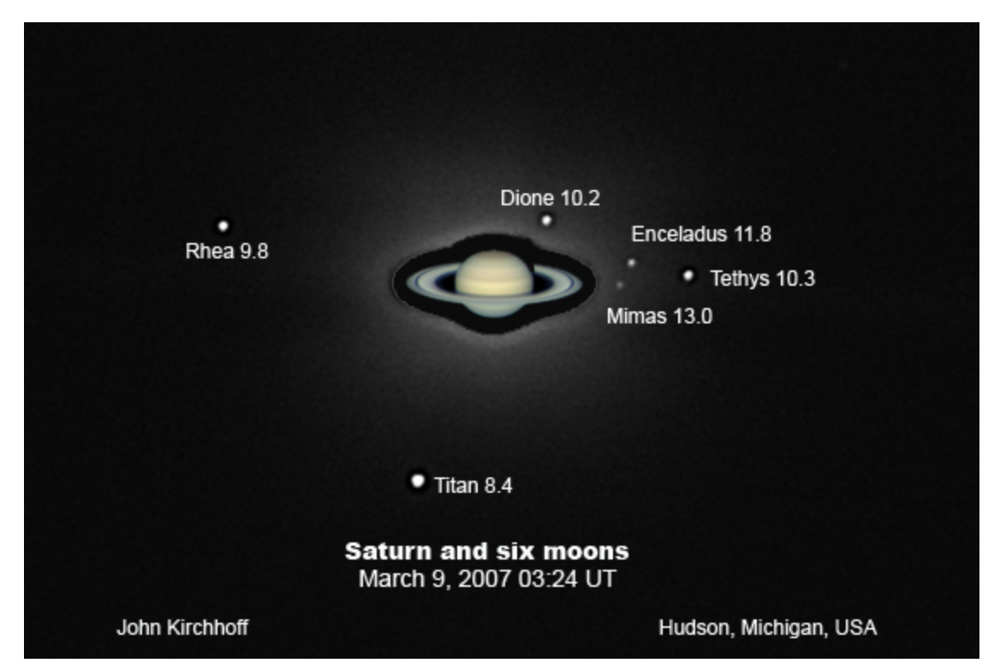 Dione 10.2
Enceladus 11.8
Rhea 9.8
Tethys 10.3
Mimas 13.0
Titan 8.4
Saturn and six moons
March 9, 2007 03:24 UT
John Kirchhoff
Hudson, Michigan, USA